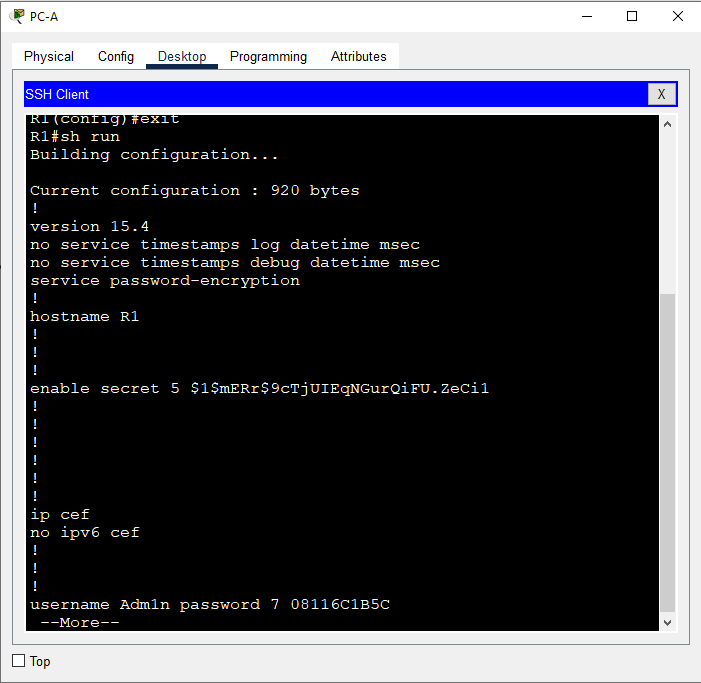 PC-A
Physical Config Desktop Programming Attributes
SSH Client X
R1(config)#exit
R1#sh run
Building configuration...
Current configuration : 920 bytes
!
version 15.4
no service timestamps log datetime msec
no service timestamps debug datetime msec
service password-encryption
!
hostname R1
!
!
!
enable secret 5 $1$mERr$9cTjUIEqNGurQiFU.ZeCi1
!
!
!
!
!
!
ip cef
no ipv6 cef
!
!
!
username Adm1n password 7 08116C1B5C
--More--
Top